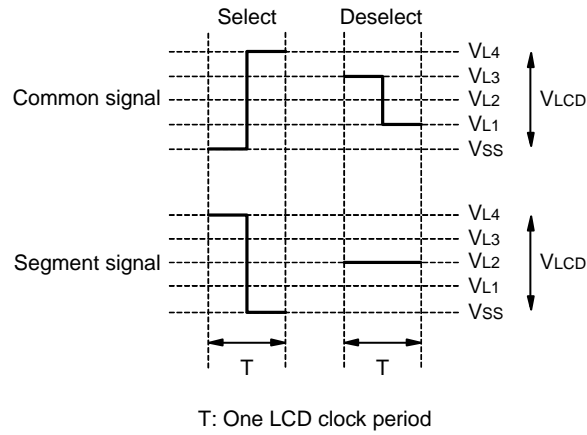 Select Deselect
VL4
VL3
Common signal VL2 VLCD
VL1
VSS
VL4
VL3
Segment signal VL2 VLCD
VL1
VSS
T T
T: One LCD clock period